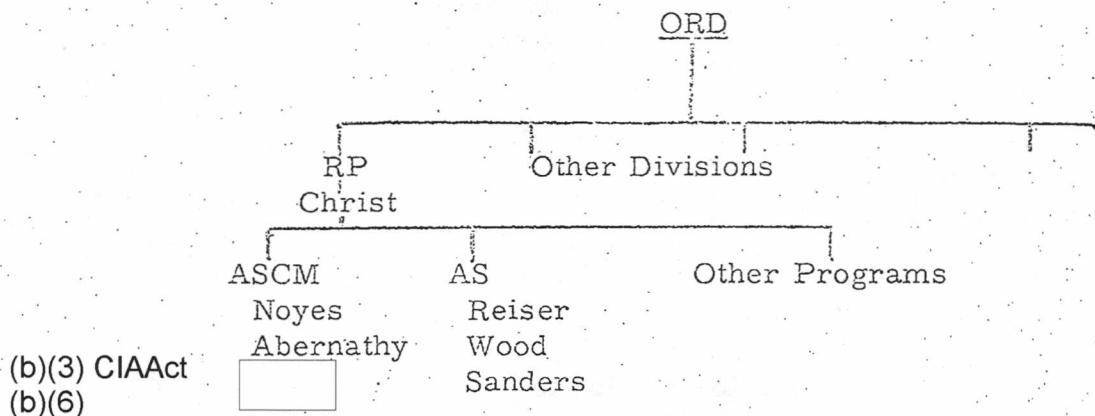 ORD
RP Other Divisions
Christ
ASCM AS Other Programs
Noyes Reiser
Abernathy Wood
(b)(3) CIAAct
Sanders
(b)(6)